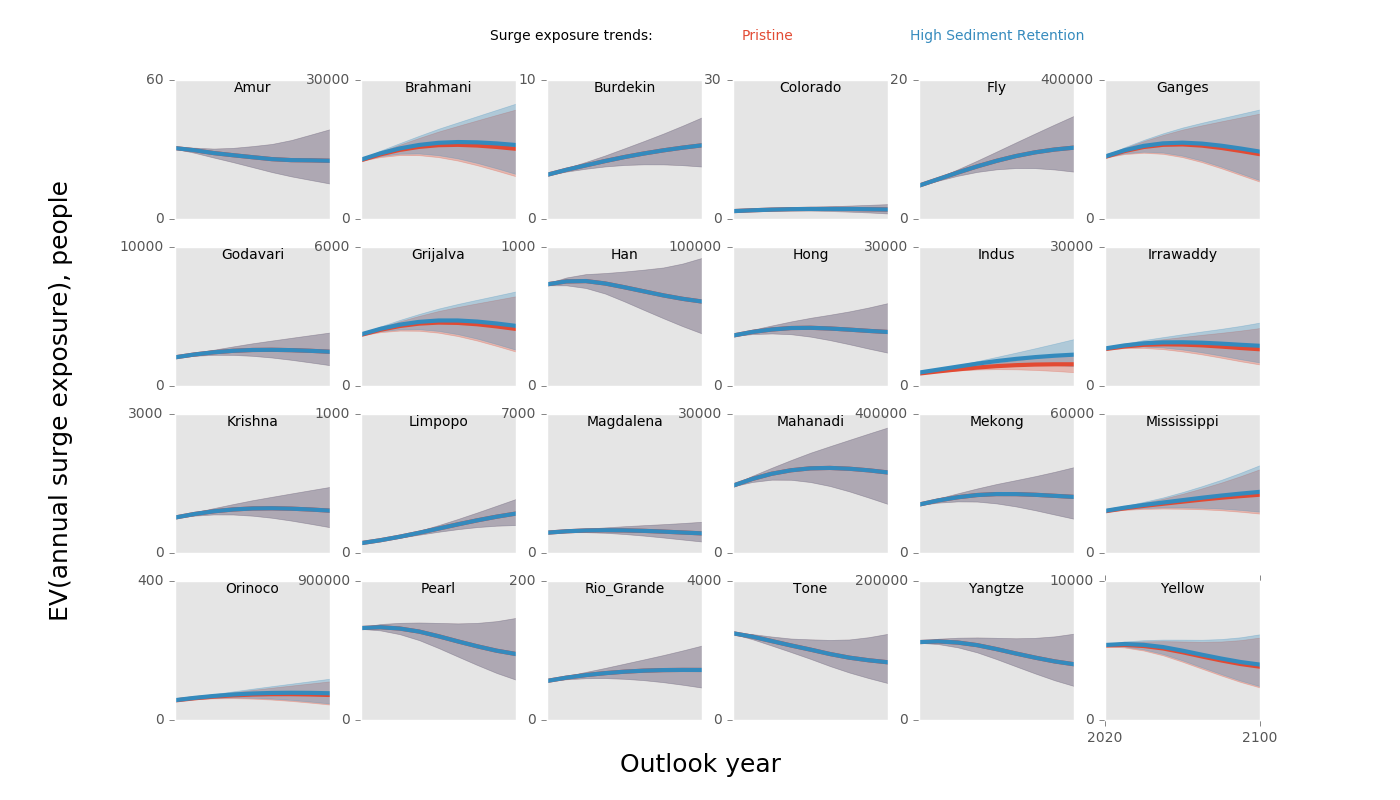 Surge exposure trends: Pristine High Sediment Retention
60 30000 10 30 20 400000
Amur Brahmani Burdekin Colorado Fly Ganges
0 0 0 0 0 0
10000 6000 1000 100000 30000 30000
Godavari Grijalva Han Hong Indus Irrawaddy
0 0 0 0 0 0
EV(annual surge exposure), people
3000 1000 7000 30000 400000 60000
Krishna Limpopo Magdalena Mahanadi Mekong Mississippi
0 0 0 0 0 0
400 900000 200 4000 200000 10000
Orinoco Pearl Rio_Grande Tone Yangtze Yellow
0 0 0 0 0 0
2020 2100
Outlook year